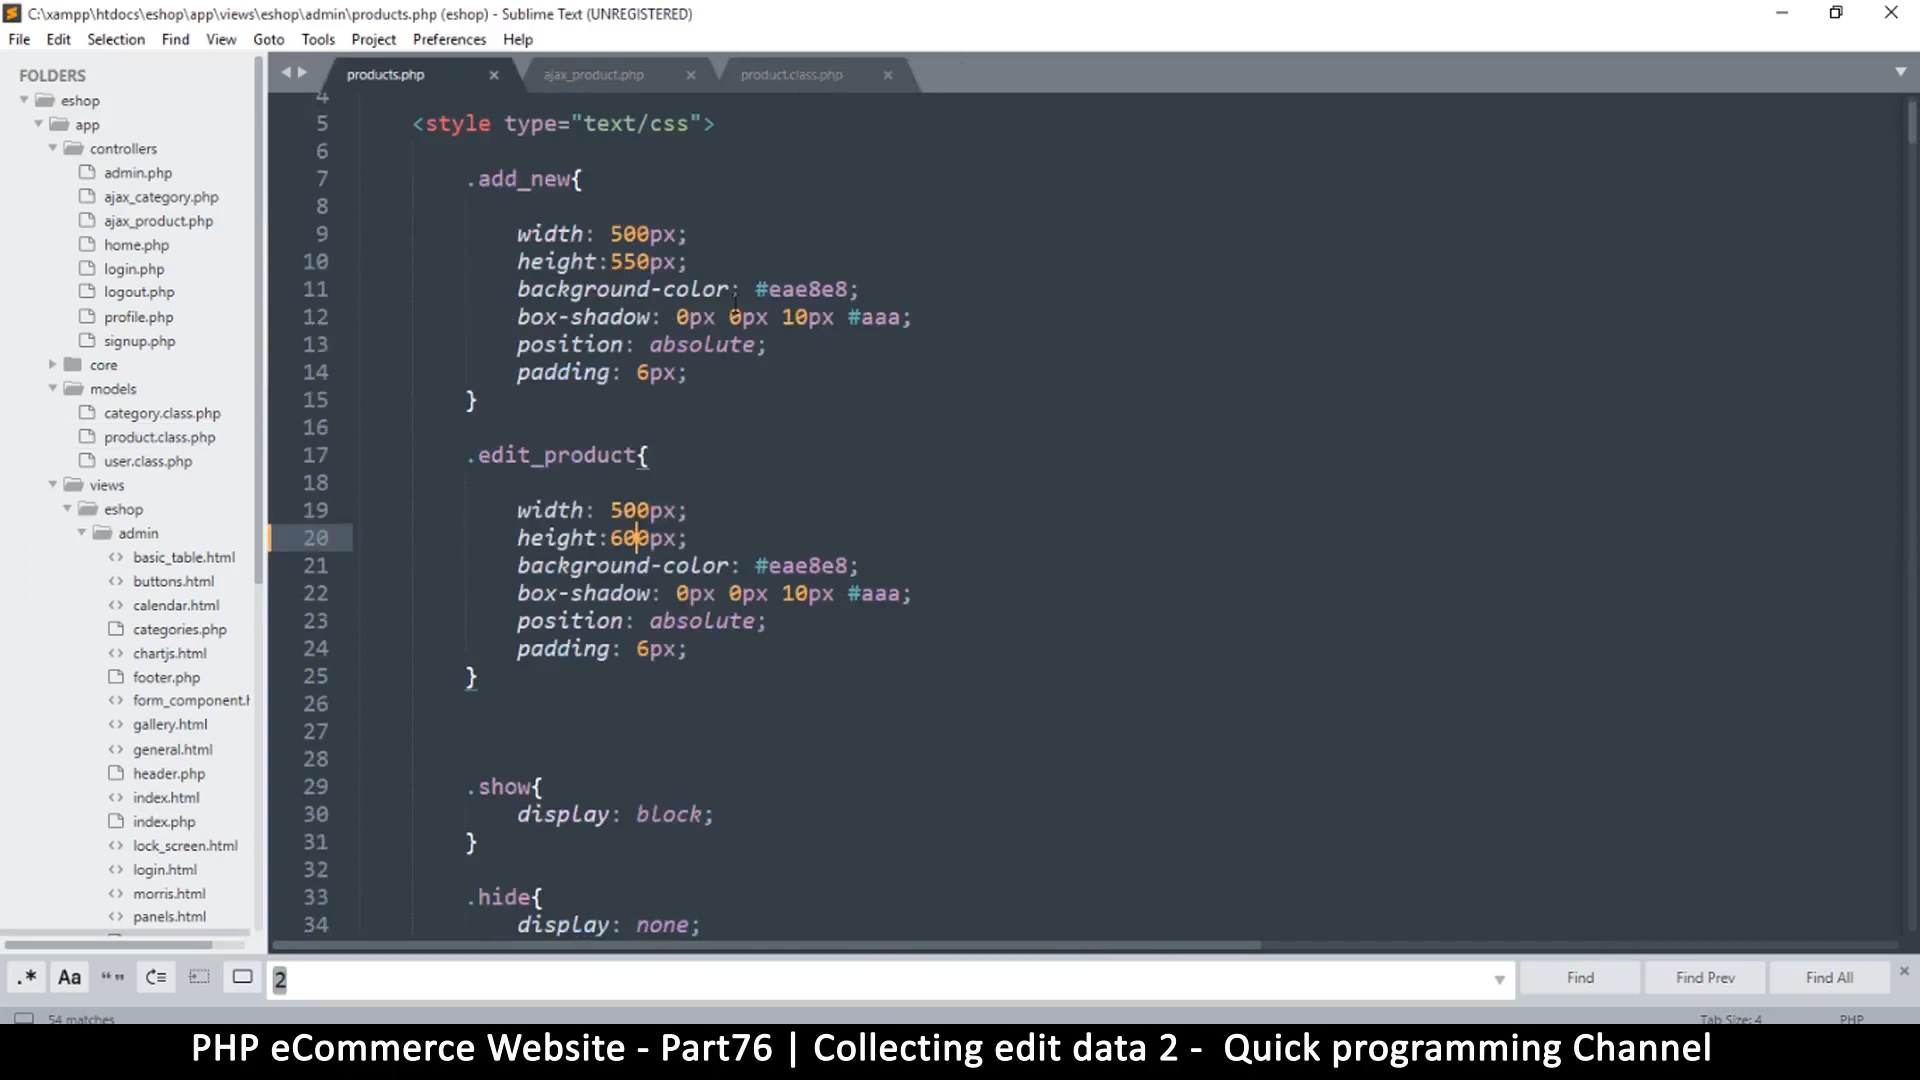 C:\xampp\htdocs\eshop\app\views\eshop\admin\products.php (eshop) - Sublime Text (UNREGISTERED)
File Edit Selection Find View Goto Tools Project Preferences Help
FOLDERS
eshop
app
controllers
admin.php
ajax_category.php
ajax_product.php
home.php
login.php
logout.php
profile.php
signup.php
core
models
category.class.php
product.class.php
user.class.php
views
eshop
admin
basic_table.html
buttons.html
calendar.html
categories.php
chartjs.html
footer.php
form_component.h
gallery.html
general.html
header.php
index.html
index.php
lock_screen.html
login.html
morris.html
panels.html
products.php ajax_product.php product.class.php
4
5 <style type="text/css">
6
7 .add_new{
8
9 width: 500px;
10 height:550px;
11 background-color: #eae8e8;
12 box-shadow: 0px 0px 10px #aaa;
13 position: absolute;
14 padding: 6px;
15 }
16
17 .edit_product{
18
19 width: 500px;
20 height:600px;
21 background-color: #eae8e8;
22 box-shadow: 0px 0px 10px #aaa;
23 position: absolute;
24 padding: 6px;
25 }
26
27
28
29 .show{
30 display: block;
31 }
32
33 .hide{
34 display: none;
.* Aa “” 2 Find Find Prev Find All
54 matches Tab Size: 4 PHP
PHP eCommerce Website - Part76 | Collecting edit data 2 - Quick programming Channel